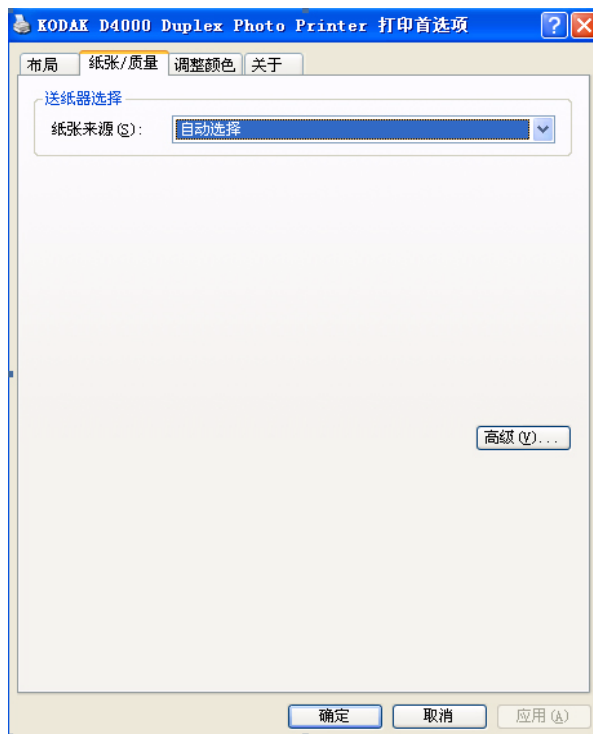 KODAK D4000 Duplex Photo Printer 打印首选项
布局 纸张/质量 调整颜色 关于
送纸器选择
纸张来源(S): 自动选择
高级(V)...
确定 取消 应用(A)